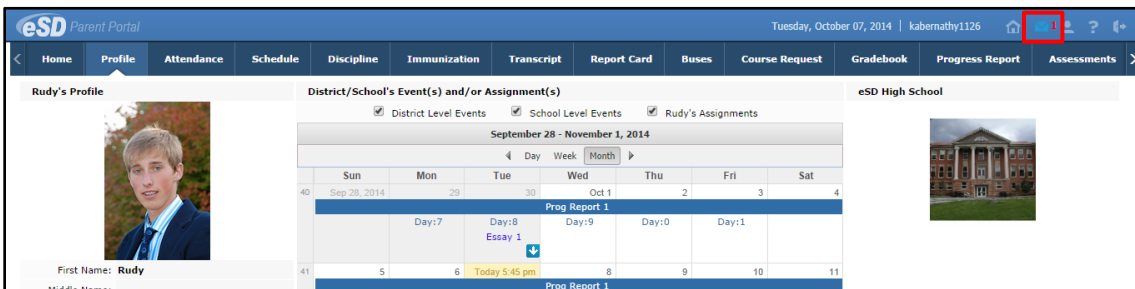 eSD Parent Portal
Tuesday, October 07, 2014 | kabernathy1126
1
?
Home Profile Attendance Schedule Discipline Immunization Transcript Report Card Buses Course Request Gradebook Progress Report Assessments
Rudy's Profile
District/School's Event(s) and/or Assignment(s)
eSD High School
District Level Events School Level Events Rudy's Assignments
September 28 - November 1, 2014
Day Week Month
Sun Mon Tue Wed Thu Fri Sat
40 Sep 28, 2014 29 30 Oct 1 2 3 4
Prog Report 1
Day:7 Day:8 Day:9 Day:0 Day:1
Essay 1
First Name: Rudy
41 5 6 Today 5:45 pm 8 9 10 11
Middle Name:
Prog Report 1